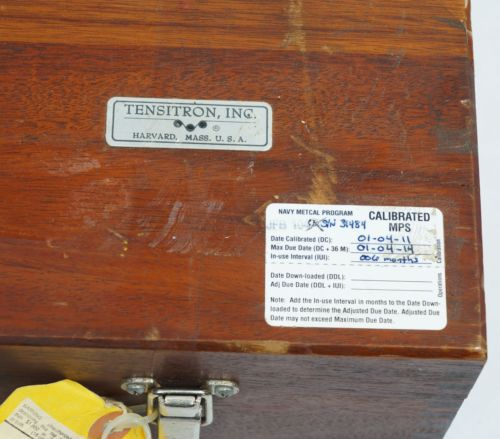 TENSITRON, INC.
®
HARVARD, MASS. U. S. A.
NAVY METCAL PROGRAM
CALIBRATED
MPS
S/N 31484
Date Calibrated (DC): 01-04-11
Max Due Date (DC + 36 M): 01-04-14
In-use Interval (IUI): 006 months
Calibration
Date Down-loaded (DDL):
Adj Due Date (DDL + IUI):
Operations
Note: Add the In-use Interval in months to the Date Down-
loaded to determine the Adjusted Due Date. Adjusted Due
Date may not exceed Maximum Due Date.